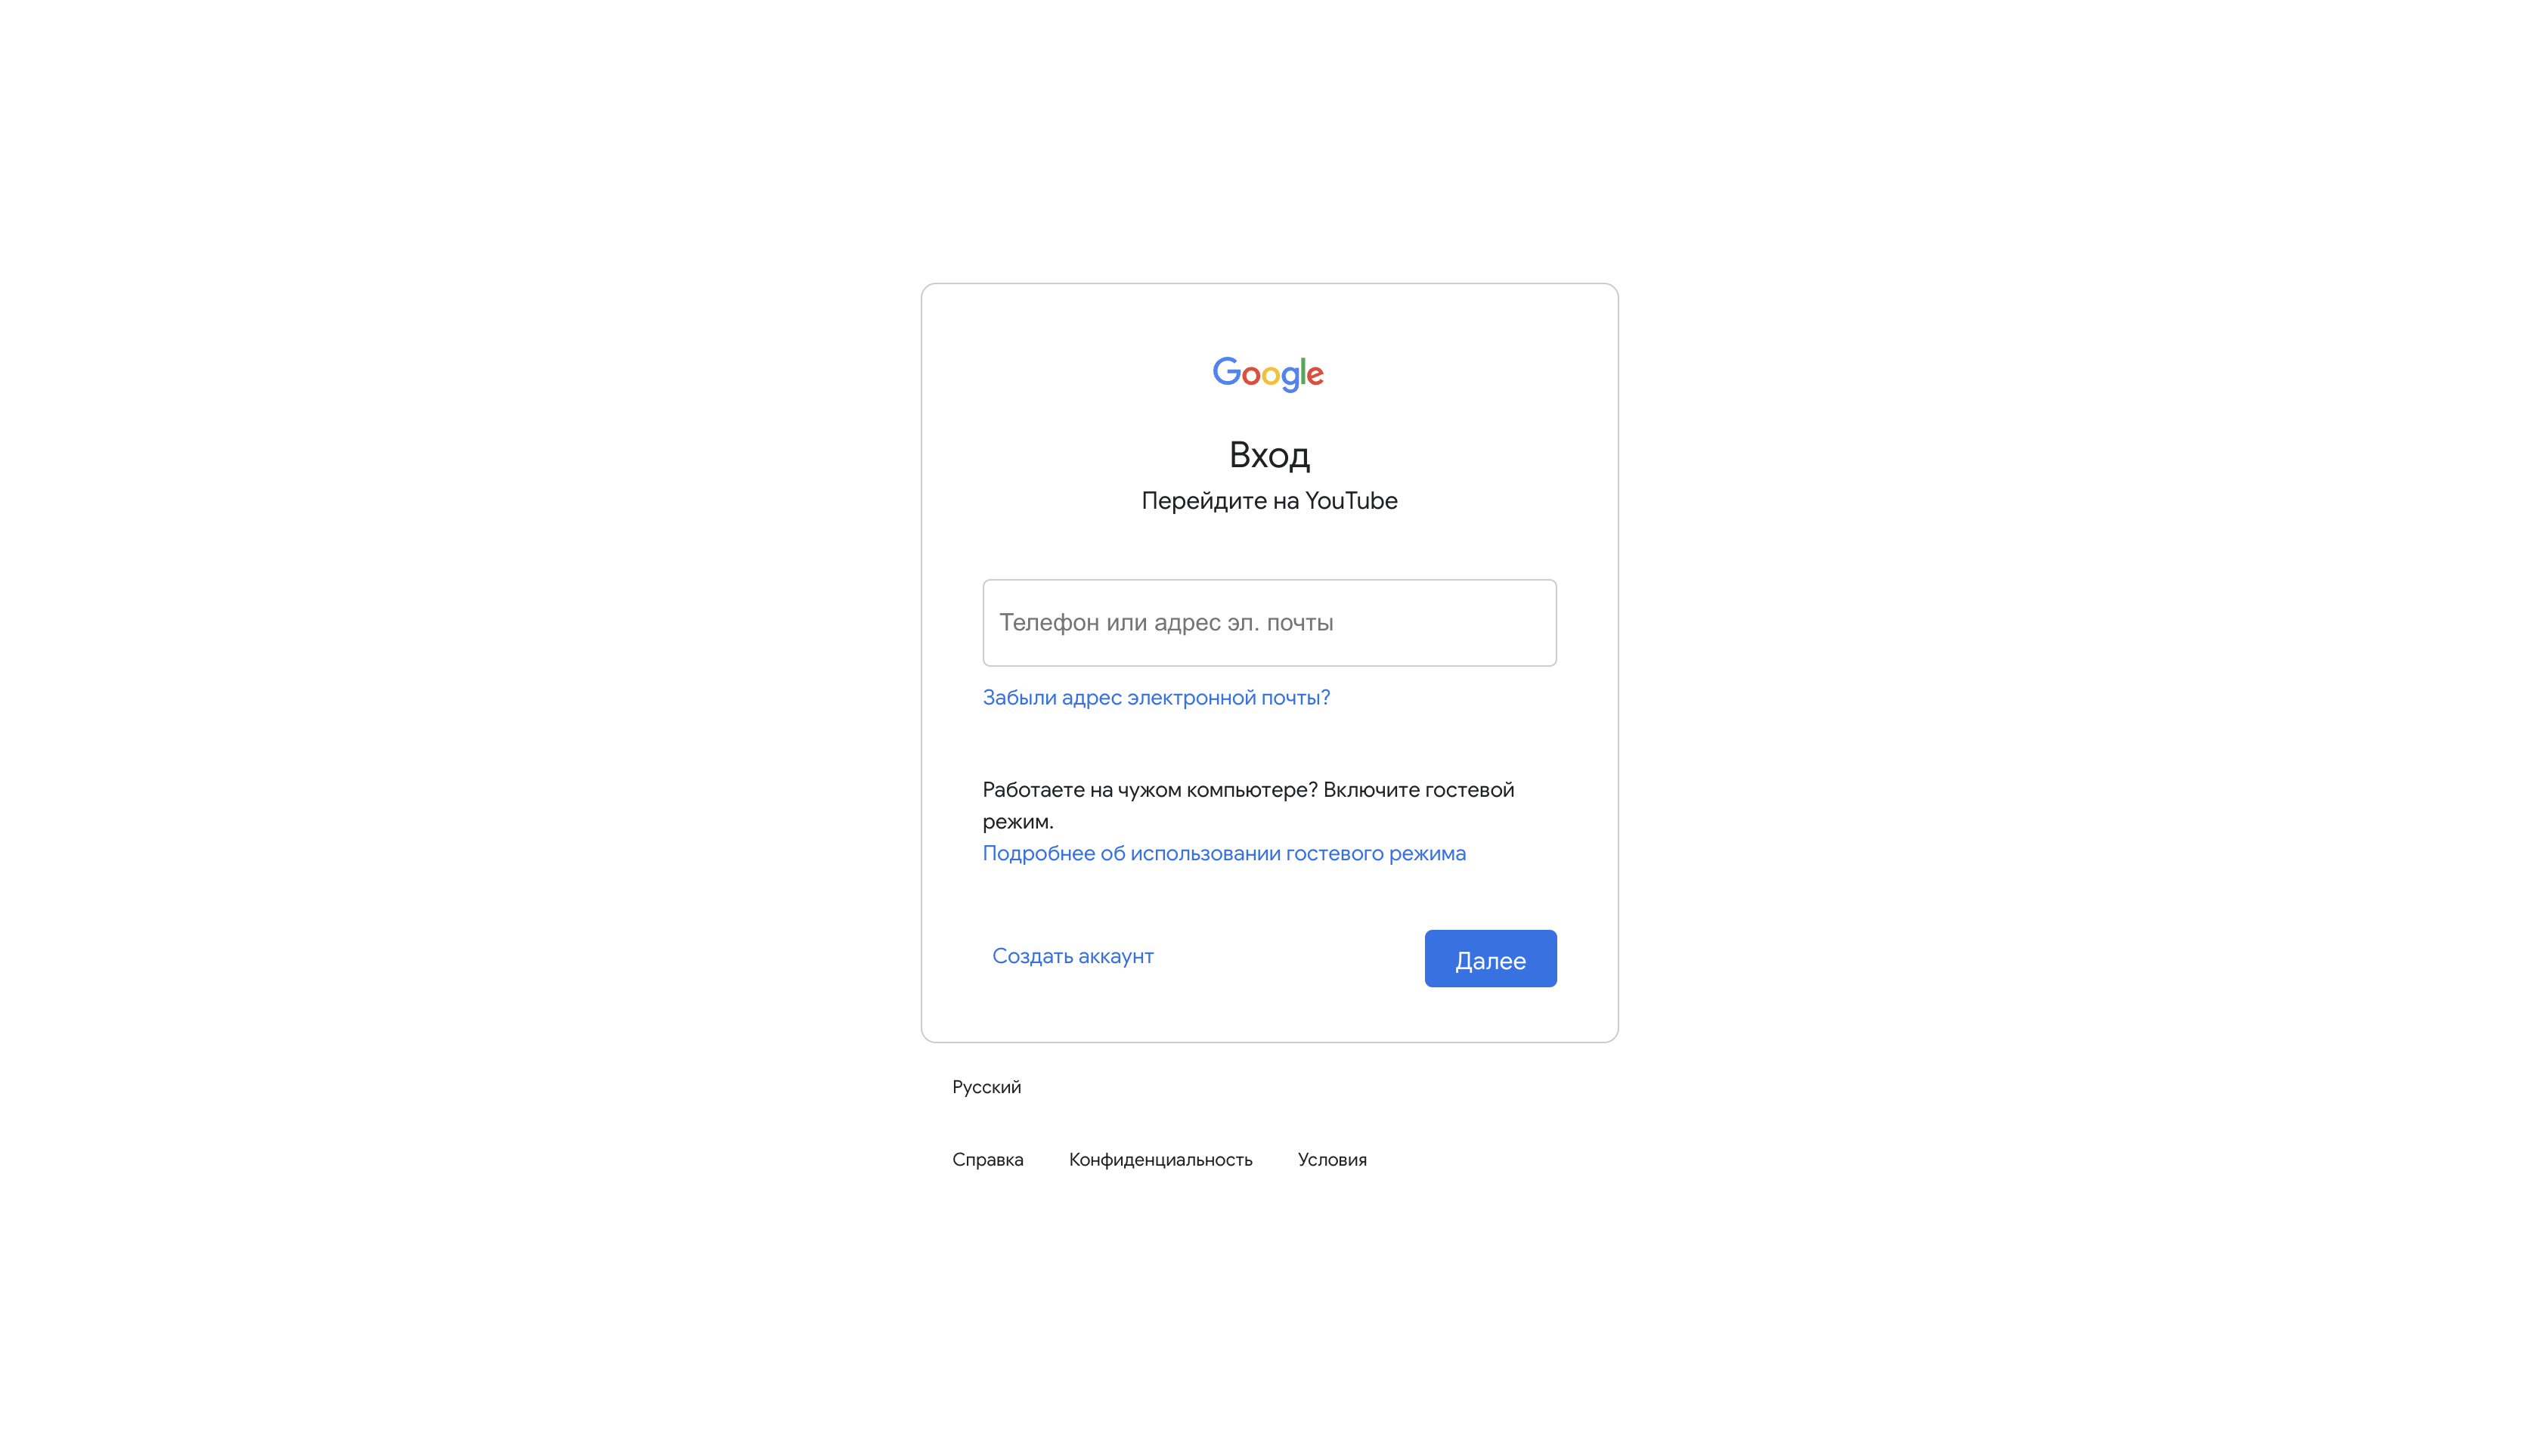 Google
Вход
Перейдите на YouTube
Телефон или адрес эл. почты
Забыли адрес электронной почты?
Работаете на чужом компьютере? Включите гостевой
режим.
Подробнее об использовании гостевого режима
Создать аккаунт
Далее
Русский
Справка Конфиденциальность Условия